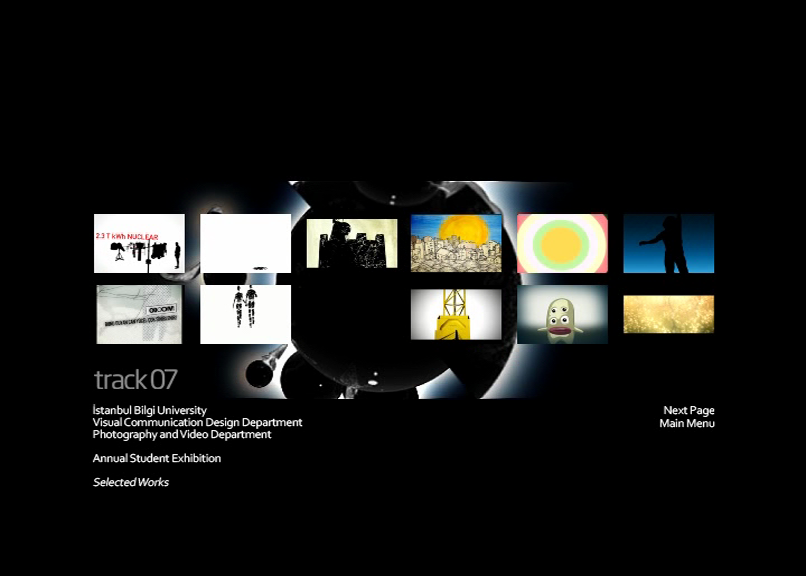 2.3 T kWh NUCLEAR
track 07
İstanbul Bilgi University
Visual Communication Design Department
Photography and Video Department
Annual Student Exhibition
Selected Works
Next Page
Main Menu